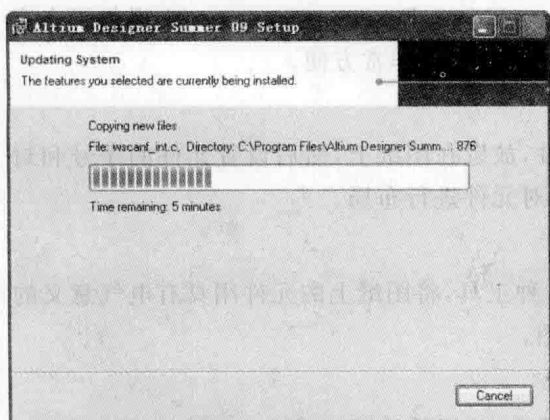 Altium Designer Summer 09 Setup
Updating System
The features you selected are currently being installed.
Copying new files
File: wscanf_int.c, Directory: C:\Program Files\Altium Designer Summ... 876
Time remaining: 5 minutes
Cancel